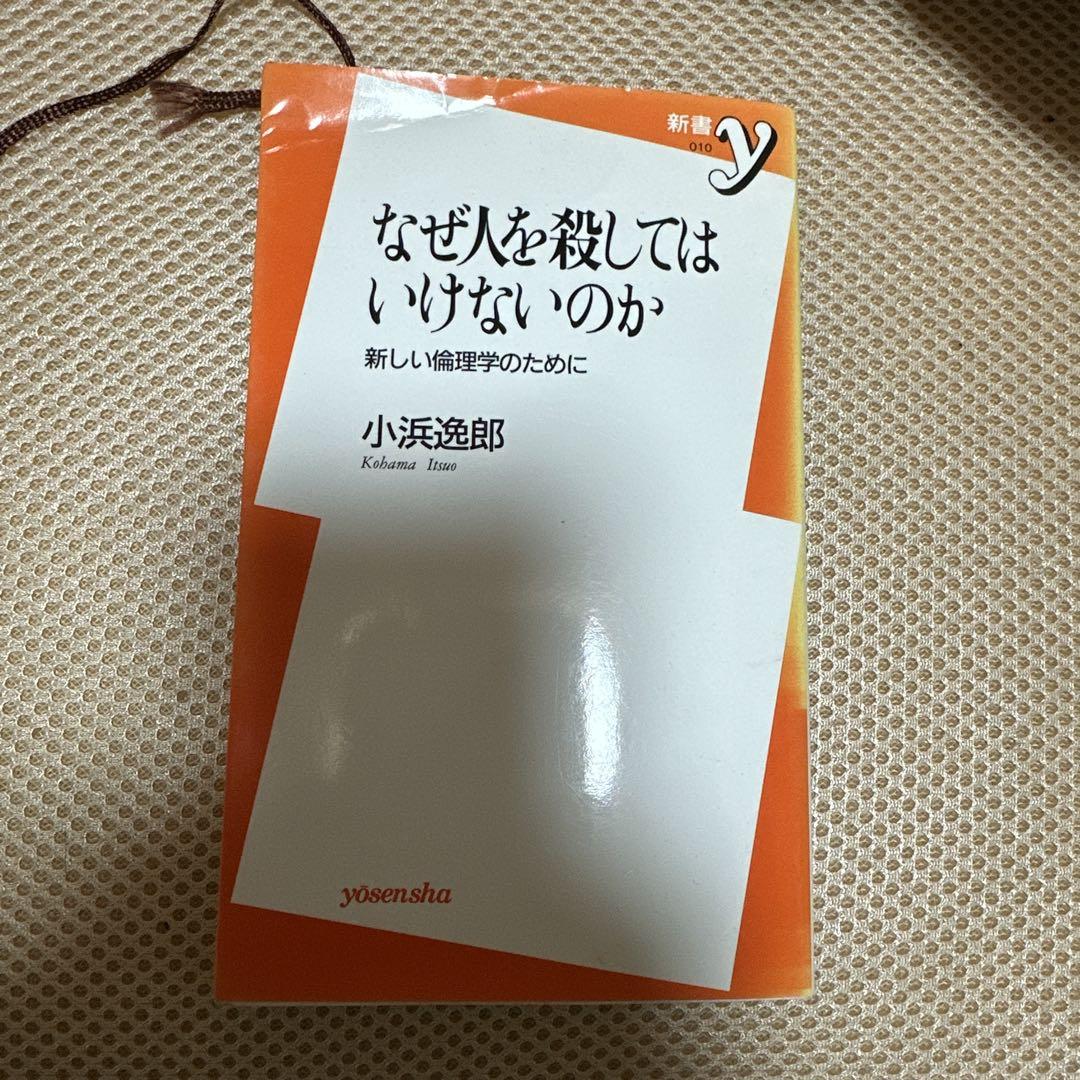 新書y
010
なぜ人を殺しては
いけないのか
新しい倫理学のために
小浜逸郎
Kohama Itsuo
yōsensha